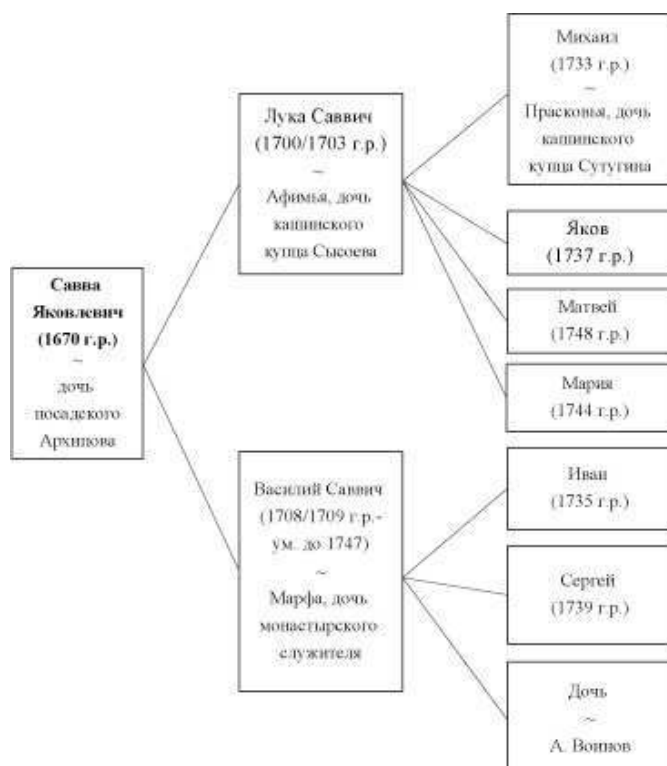 Савва
Яковлевич
(1670 г.р.)
~
дочь
посадского
Архипова
Лука Саввич
(1700/1703 г.р.)
~
Афимья, дочь
кашинского
купца Сысоева
Василий Саввич
(1708/1709 г.р.-
ум. до 1747)
~
Марфа, дочь
монастырского
служителя
Михаил
(1733 г.р.)
~
Прасковья, дочь
кашинского
купца Сутугина
Яков
(1737 г.р.)
Матвей
(1748 г.р.)
Мария
(1744 г.р.)
Иван
(1735 г.р.)
Сергей
(1739 г.р.)
Дочь
~
А. Воинов